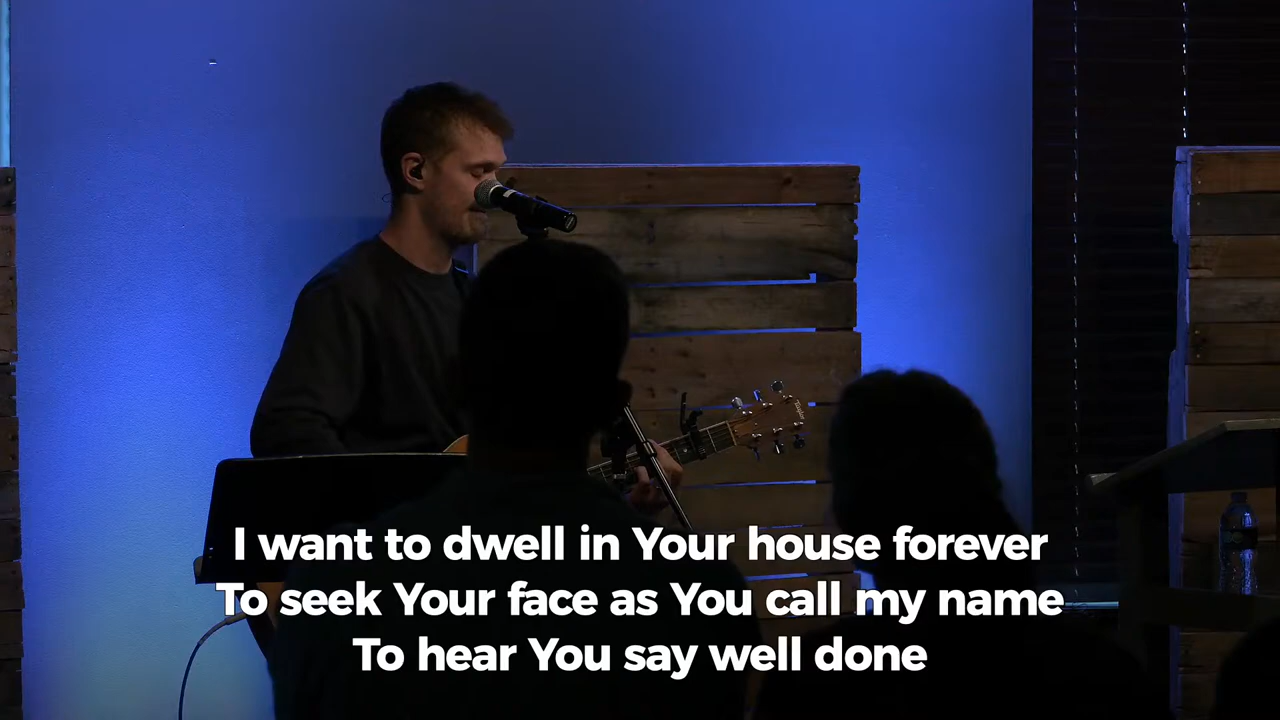 I want to dwell in Your house forever
To seek Your face as You call my name
To hear You say well done